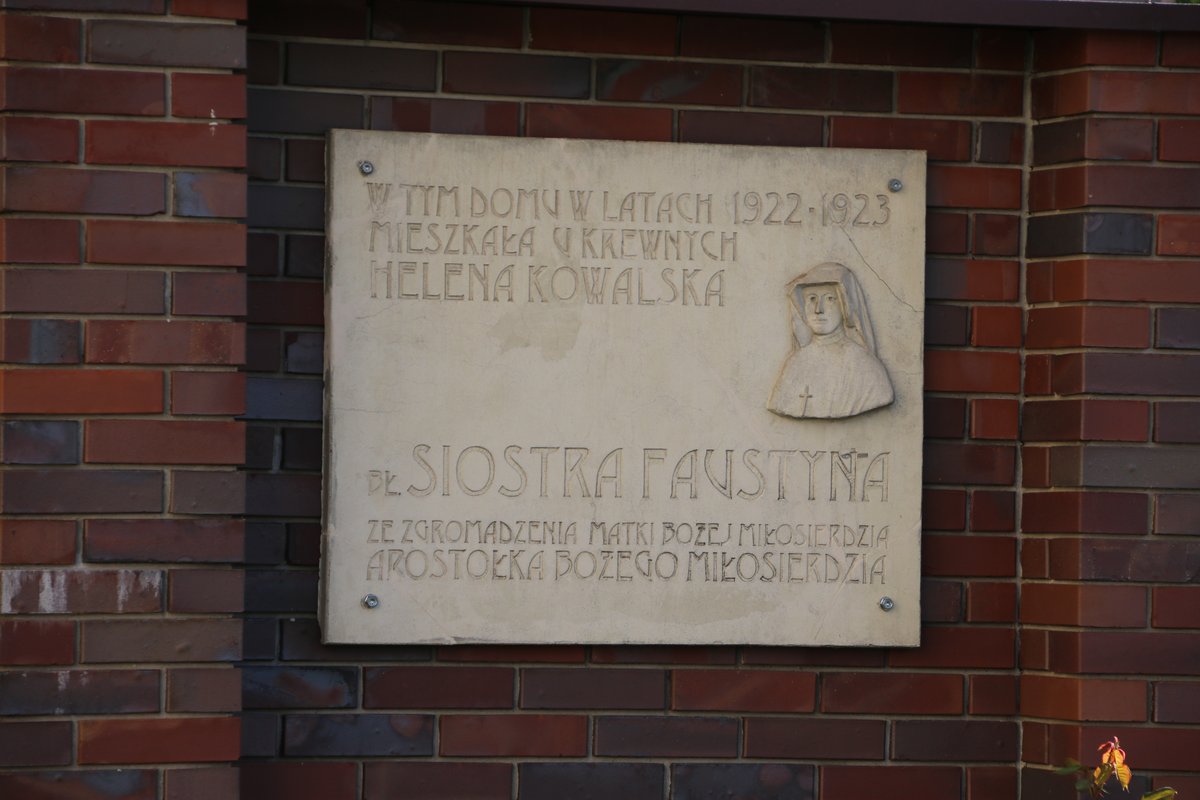 W TYM DOMU W LATACH 1922-1923
MIESZKAŁA U KREWNYCH
HELENA KOWALSKA
BŁ. SIOSTRA FAUSTYNA
ZE ZGROMADZENIA MATKI BOŻEJ MIŁOSIERDZIA
APOSTOŁKA BOŻEGO MIŁOSIERDZIA